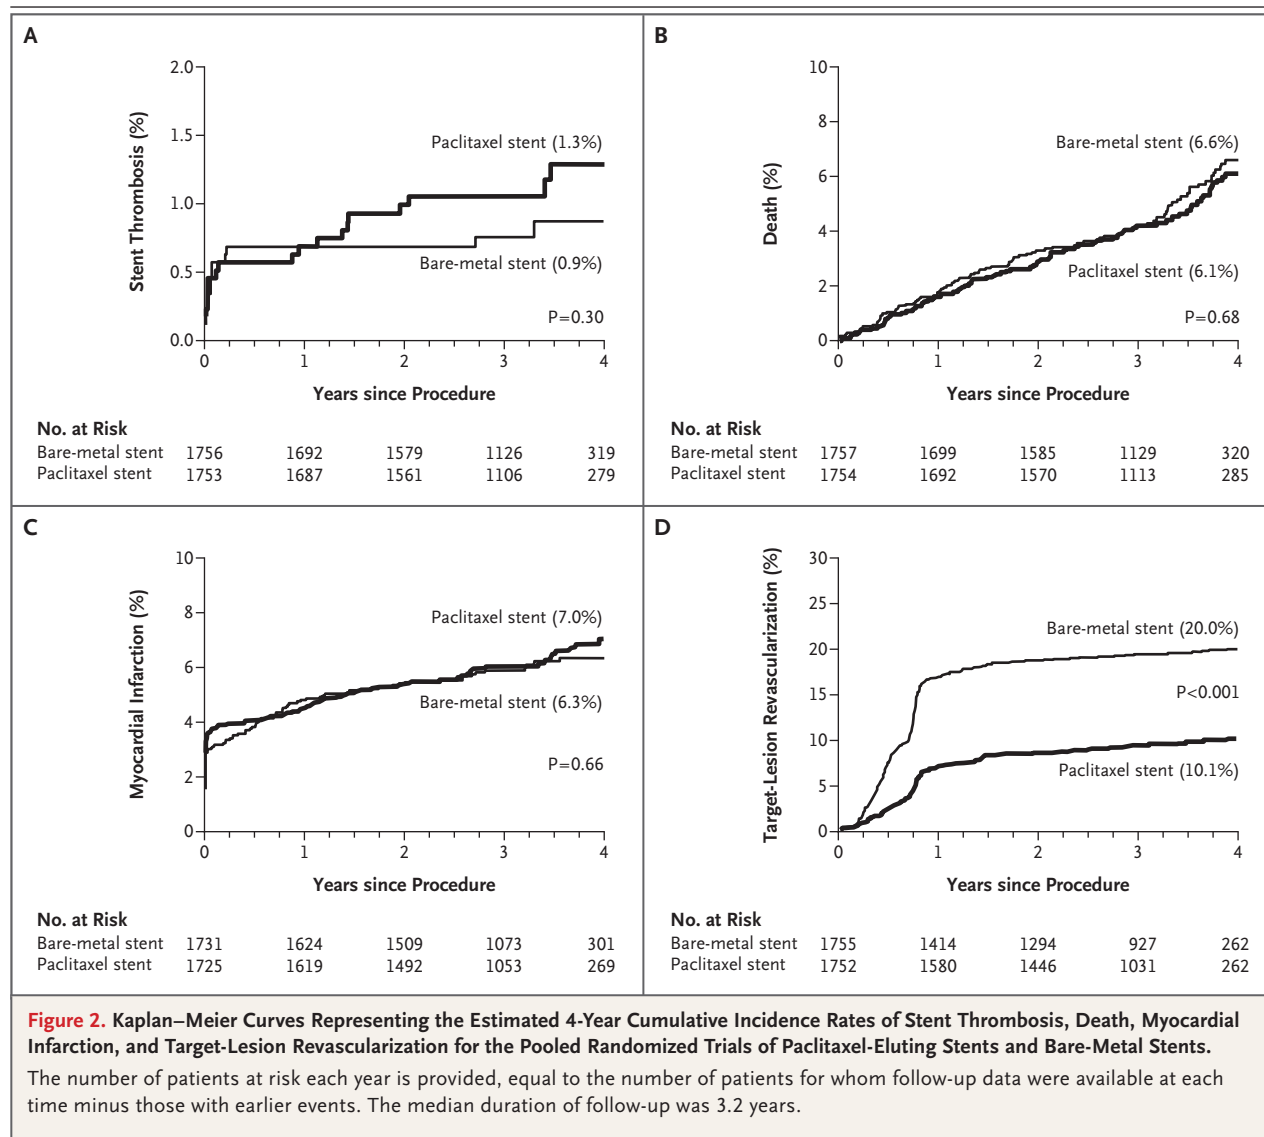 A
2.0
1.5
1.0
0.5
0.0
Stent Thrombosis (%)
Paclitaxel stent (1.3%)
Bare-metal stent (0.9%)
P=0.30
0 1 2 3 4
Years since Procedure
No. at Risk
Bare-metal stent 1756 1692 1579 1126 319
Paclitaxel stent 1753 1687 1561 1106 279
B
10
8
6
4
2
0
Death (%)
Bare-metal stent (6.6%)
Paclitaxel stent (6.1%)
P=0.68
0 1 2 3 4
Years since Procedure
No. at Risk
Bare-metal stent 1757 1699 1585 1129 320
Paclitaxel stent 1754 1692 1570 1113 285
C
10
8
6
4
2
0
Myocardial Infarction (%)
Paclitaxel stent (7.0%)
Bare-metal stent (6.3%)
P=0.66
0 1 2 3 4
Years since Procedure
No. at Risk
Bare-metal stent 1731 1624 1509 1073 301
Paclitaxel stent 1725 1619 1492 1053 269
D
30
25
20
15
10
5
0
Target-Lesion Revascularization (%)
Bare-metal stent (20.0%)
P<0.001
Paclitaxel stent (10.1%)
0 1 2 3 4
Years since Procedure
No. at Risk
Bare-metal stent 1755 1414 1294 927 262
Paclitaxel stent 1752 1580 1446 1031 262
Figure 2. Kaplan–Meier Curves Representing the Estimated 4-Year Cumulative Incidence Rates of Stent Thrombosis, Death, Myocardial
Infarction, and Target-Lesion Revascularization for the Pooled Randomized Trials of Paclitaxel-Eluting Stents and Bare-Metal Stents.
The number of patients at risk each year is provided, equal to the number of patients for whom follow-up data were available at each
time minus those with earlier events. The median duration of follow-up was 3.2 years.